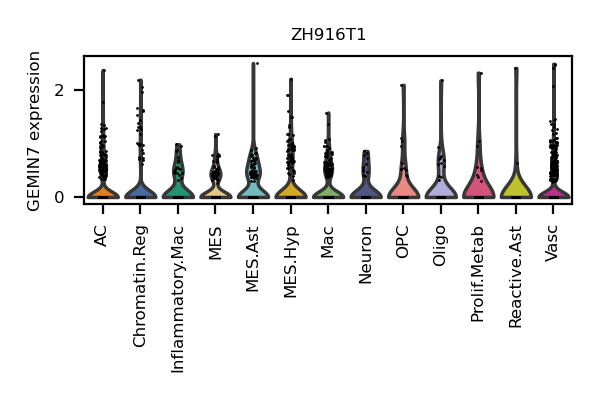 ZH916T1
GEMIN7 expression
2
0
AC
Chromatin.Reg
Inflammatory.Mac
MES
MES.Ast
MES.Hyp
Mac
Neuron
OPC
Oligo
Prolif.Metab
Reactive.Ast
Vasc